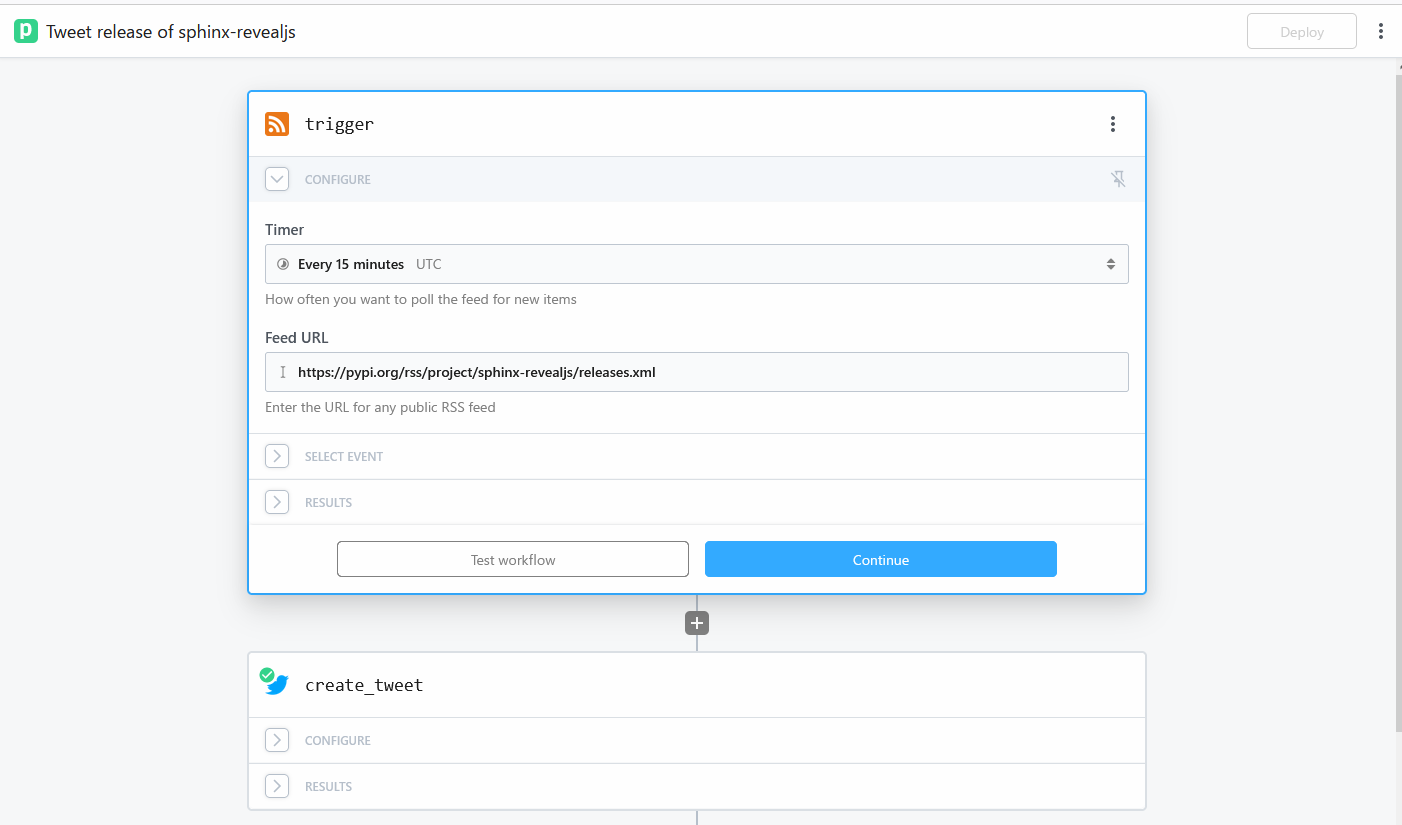 p Tweet release of sphinx-revealjs
Deploy
trigger
CONFIGURE
Timer
Every 15 minutes UTC
How often you want to poll the feed for new items
Feed URL
https://pypi.org/rss/project/sphinx-revealjs/releases.xml
Enter the URL for any public RSS feed
SELECT EVENT
RESULTS
Test workflow Continue
create_tweet
CONFIGURE
RESULTS